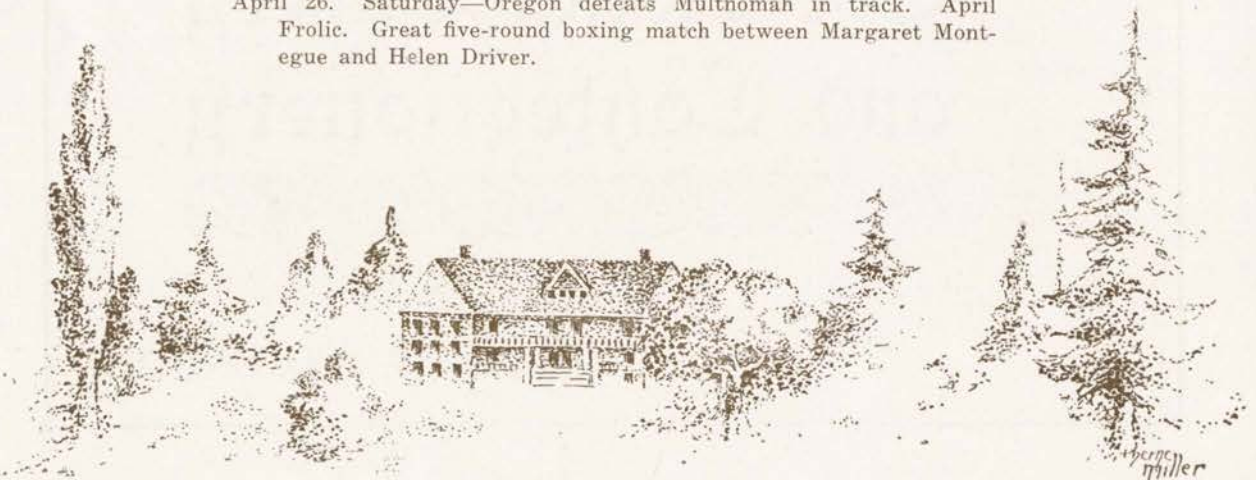 April 26. Saturday—Oregon defeats Multnomah in track. April
Frolic. Great five-round boxing match between Margaret Mont-
egue and Helen Driver.
miller